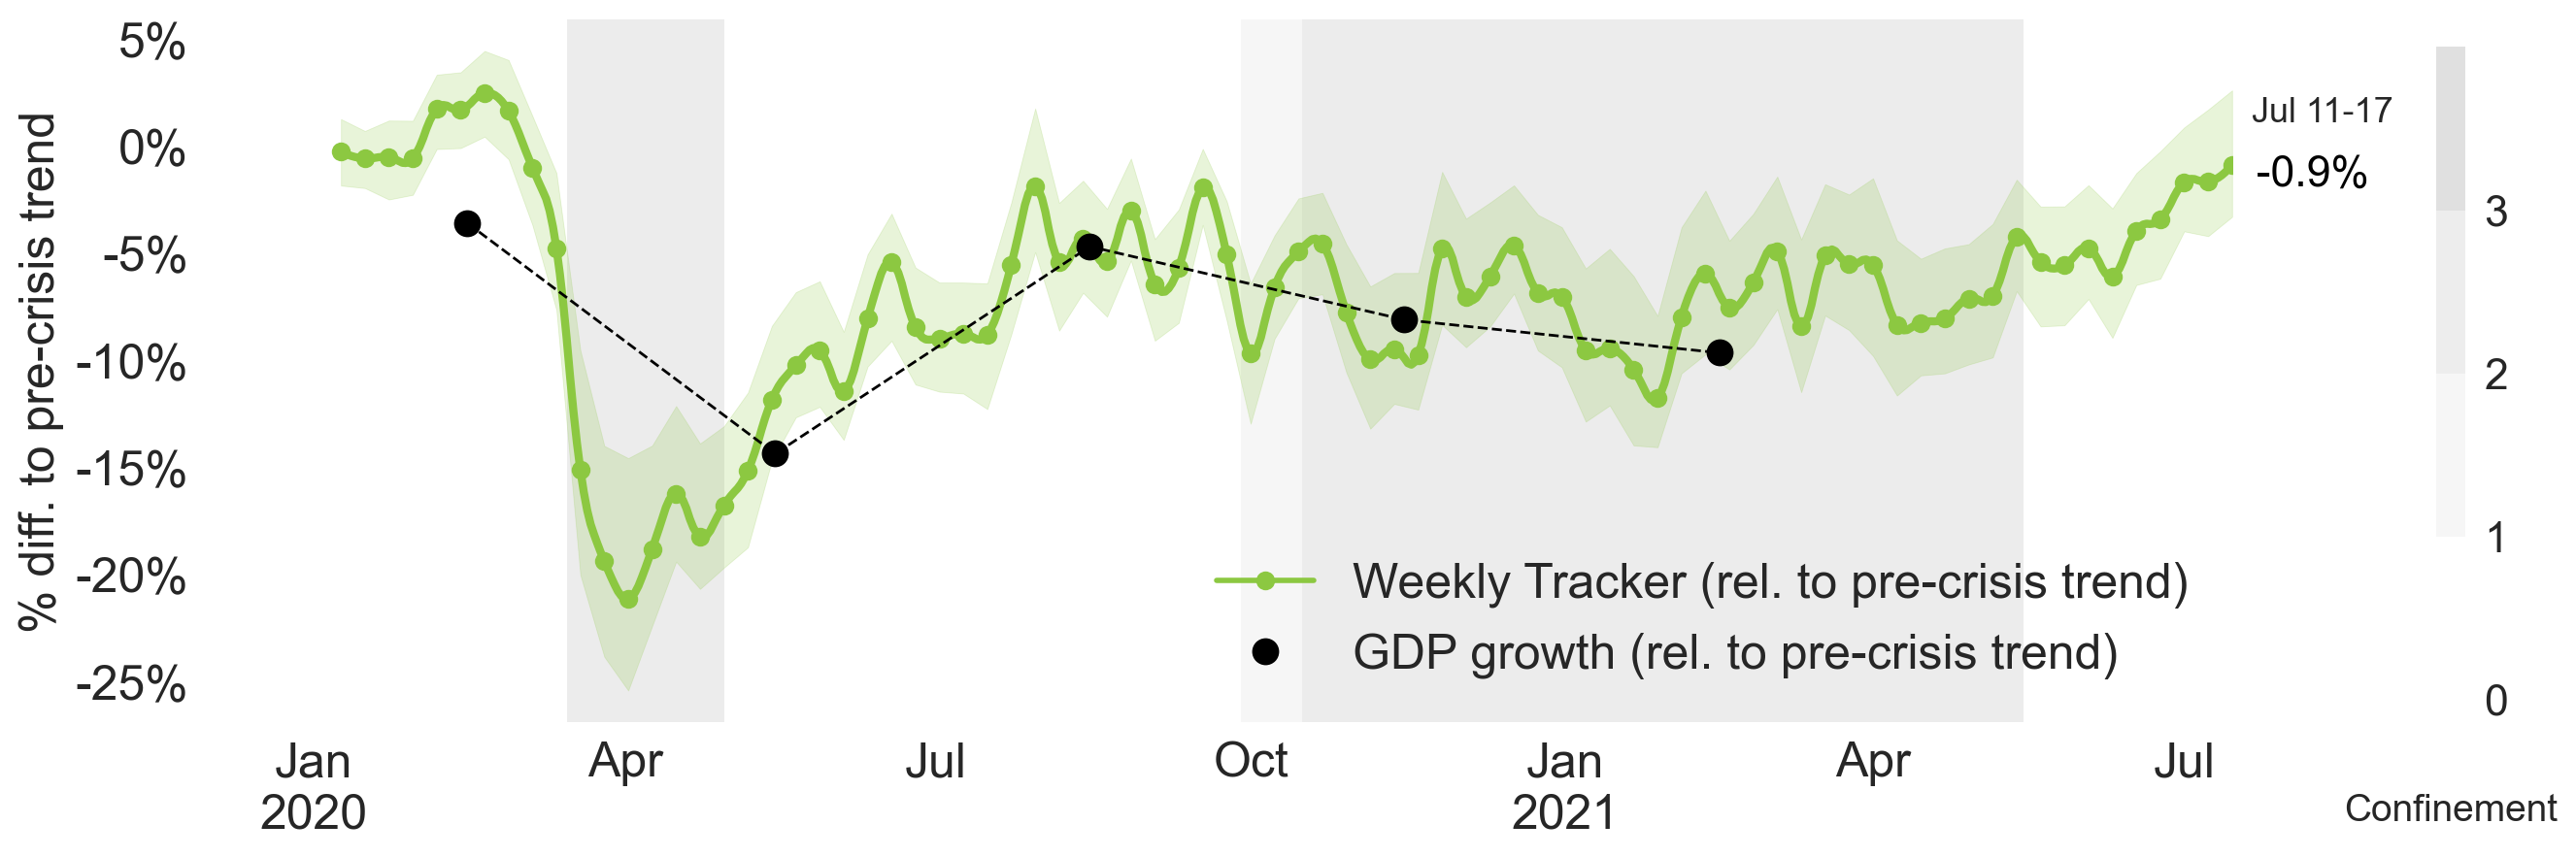 % diff. to pre-crisis trend
5%
0%
-5%
-10%
-15%
-20%
-25%
Jul 11-17
-0.9%
3
2
1
0
Weekly Tracker (rel. to pre-crisis trend)
GDP growth (rel. to pre-crisis trend)
Jan Apr Jul Oct Jan Apr Jul
2020 2021
Confinement